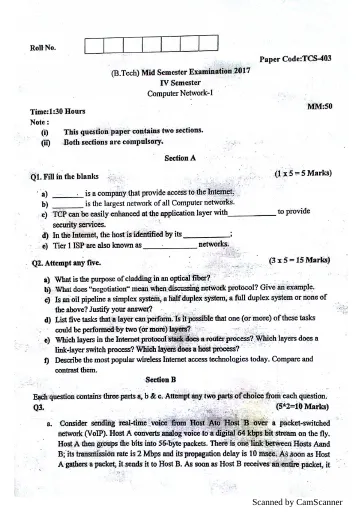 Roll No.
Paper Code:TCS-403
(B.Tech) Mid Semester Examination 2017
IV Semester
Computer Network-I
MM:50
Time:1:30 Hours
Note :
(i) This question paper contains two sections.
(ii) Both sections are compulsory.
Section A
Q1. Fill in the blanks (1 x 5 = 5 Marks)
a) ________ is a company that provide access to the Internet.
b) ________ is the largest network of all Computer networks.
c) TCP can be easily enhanced at the application layer with____________ to provide
security services.
d) In the Internet, the host is identified by its __________;
e) Tier 1 ISP are also known as ____________ networks.
Q2. Attempt any five. (3 x 5 = 15 Marks)
a) What is the purpose of cladding in an optical fiber?
b) What does "negotiation" mean when discussing network protocol? Give an example.
c) Is an oil pipeline a simplex system, a half duplex system, a full duplex system or none of
the above? Justify your answer?
d) List five tasks that a layer can perform. Is it possible that one (or more) of these tasks
could be performed by two (or more) layers?
e) Which layers in the Internet protocol stack does a router process? Which layers does a
link-layer switch process? Which layers does a host process?
f) Describe the most popular wireless Internet access technologies today. Compare and
contrast them.
Section B
Each question contains three parts a, b & c. Attempt any two parts of choice from each question.
Q3. (5*2=10 Marks)
a. Consider sending real-time voice from Host Ato Host B over a packet-switched
network (VoIP). Host A converts analog voice to a digital 64 kbps bit stream on the fly.
Host A then groups the bits into 56-byte packets. There is one link between Hosts Aand
B; its transmission rate is 2 Mbps and its propagation delay is 10 msec. As soon as Host
A gathers a packet, it sends it to Host B. As soon as Host B receives an entire packet, it
Scanned by CamScanner